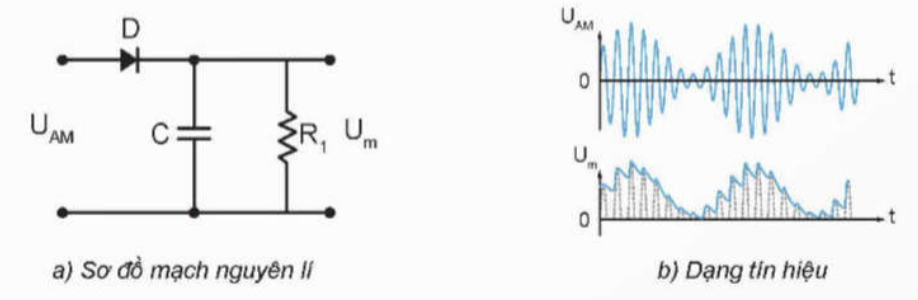 D
U_AM
C
R_1
U_m
a) Sơ đồ mạch nguyên lí
U_AM
0
t
U_m
0
t
b) Dạng tín hiệu